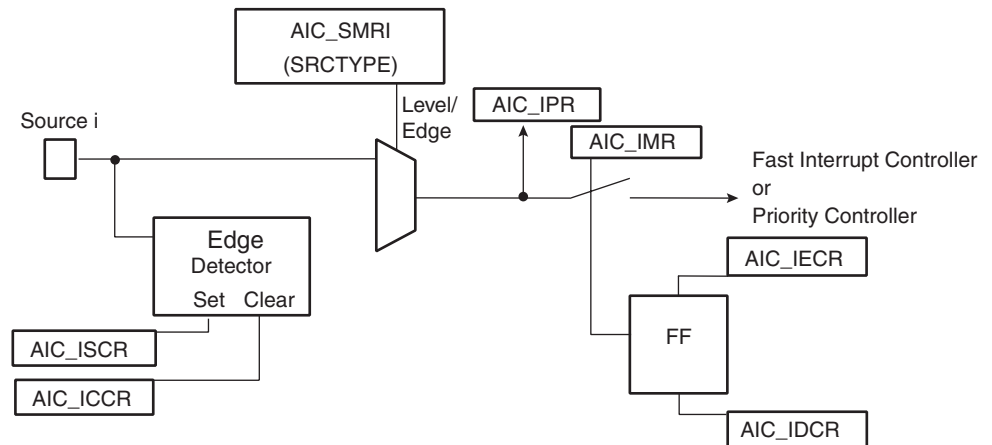 AIC_SMRI
(SRCTYPE)
Level/
Edge
AIC_IPR
Source i
AIC_IMR
Fast Interrupt Controller
or
Priority Controller
Edge
Detector
Set Clear
AIC_IECR
FF
AIC_ISCR
AIC_ICCR
AIC_IDCR